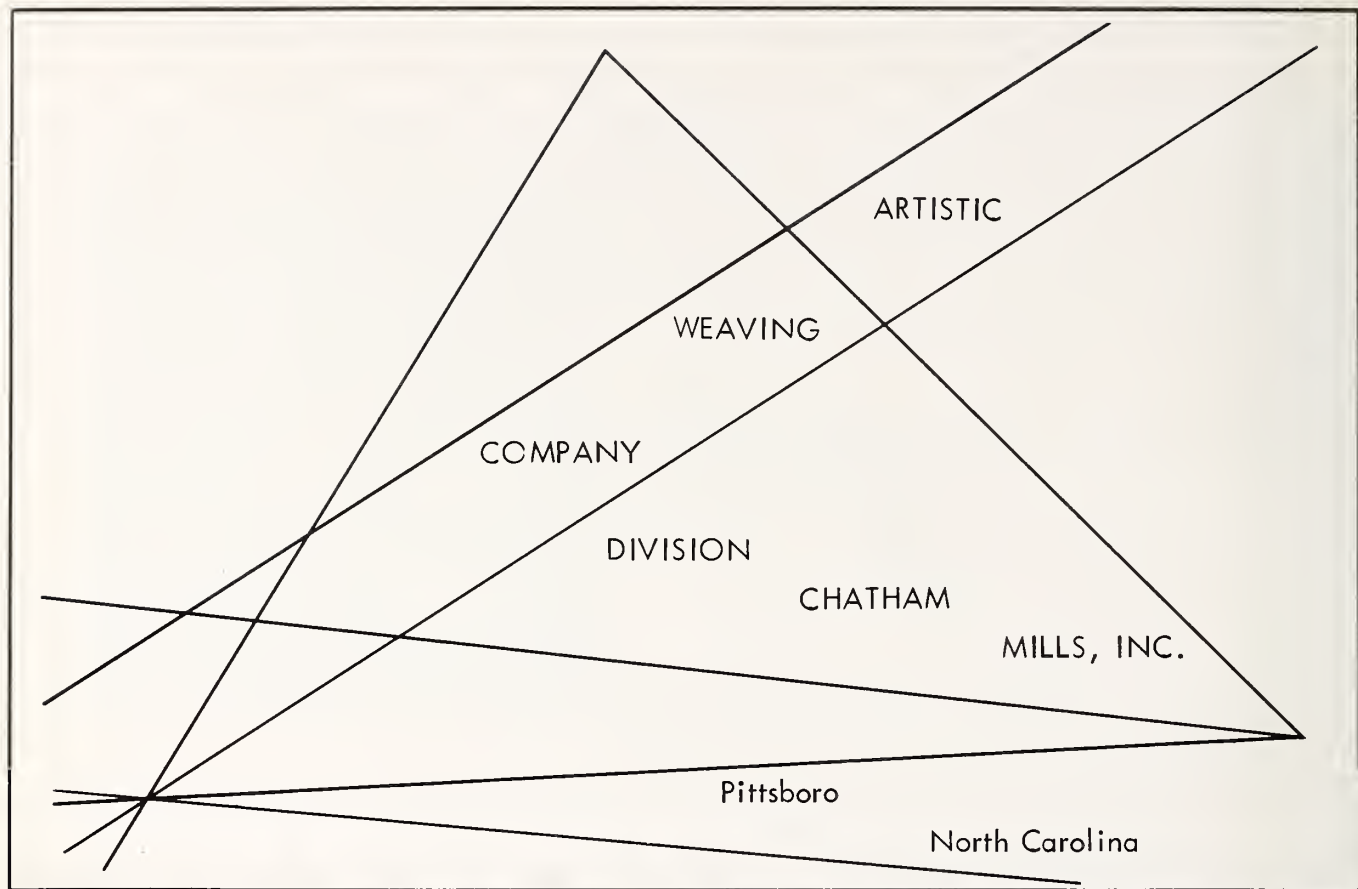 ARTISTIC
WEAVING
COMPANY
DIVISION
CHATHAM
MILLS, INC.
Pittsboro
North Carolina